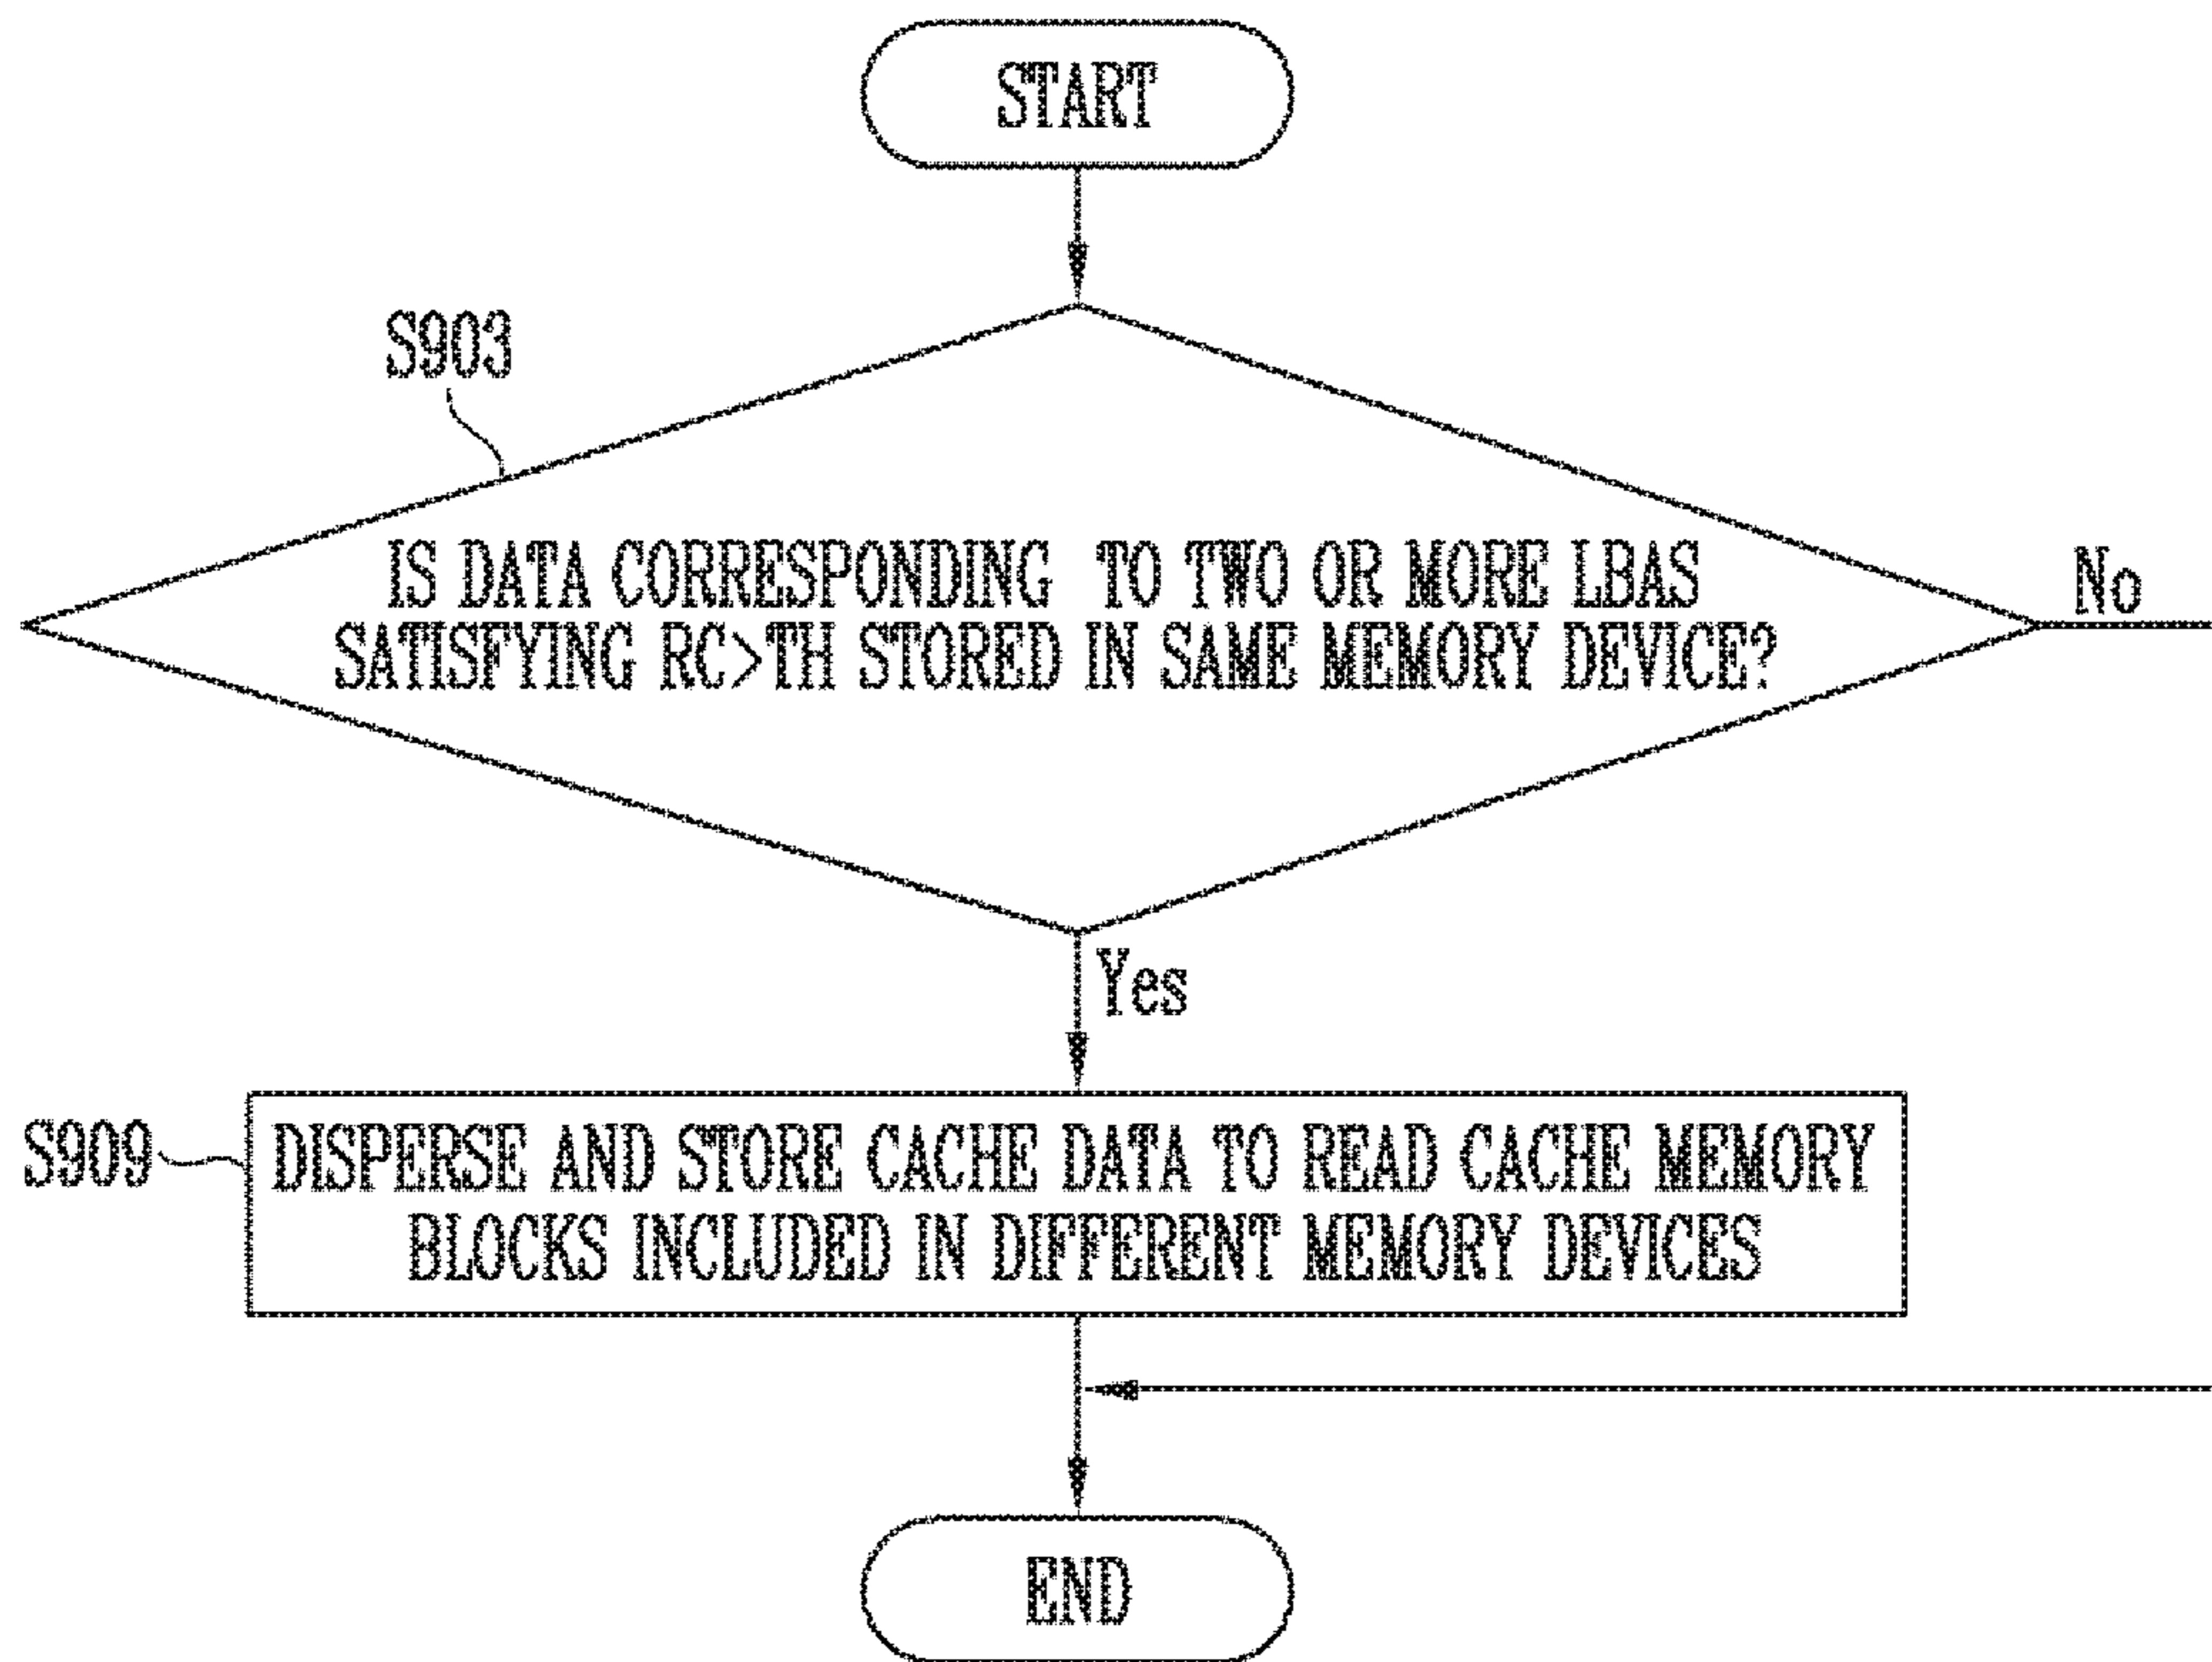 START
S903
IS DATA CORRESPONDING TO TWO OR MORE LBAS
SATISFYING RC>TH STORED IN SAME MEMORY DEVICE?
No
Yes
S909
DISPERSE AND STORE CACHE DATA TO READ CACHE MEMORY
BLOCKS INCLUDED IN DIFFERENT MEMORY DEVICES
END